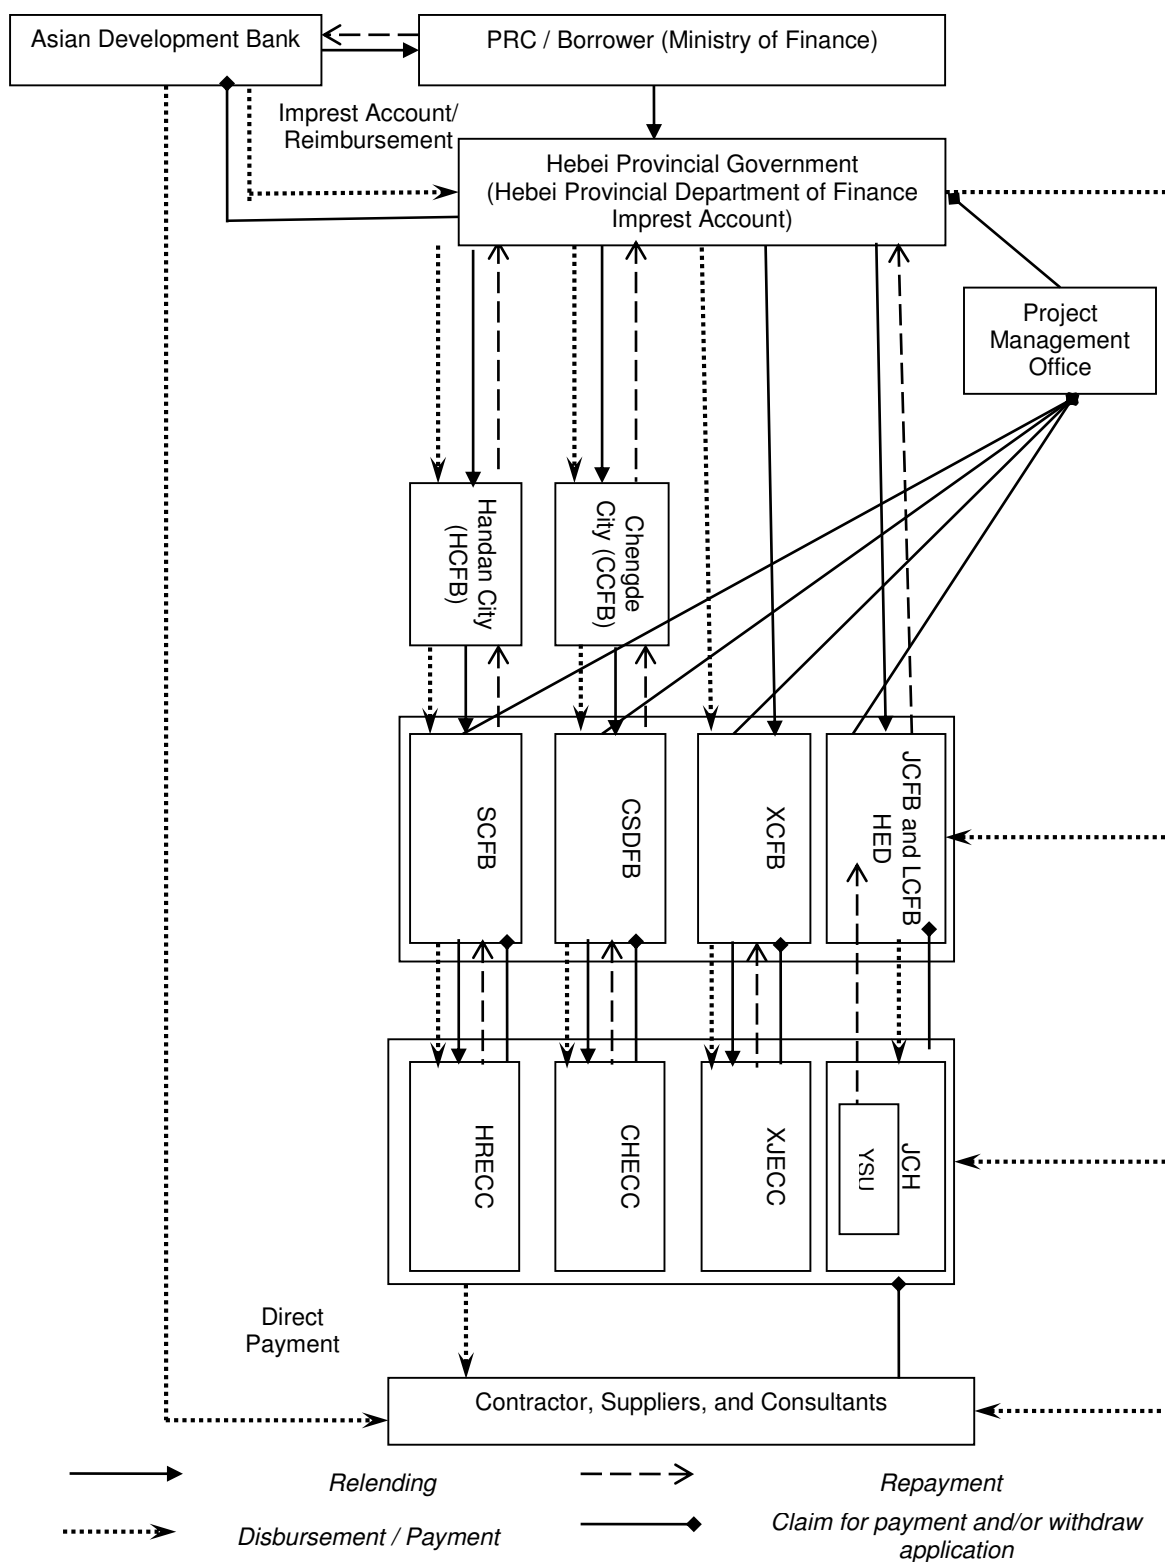 Asian Development Bank
PRC / Borrower (Ministry of Finance)
Imprest Account/
Reimbursement
Hebei Provincial Government
(Hebei Provincial Department of Finance
Imprest Account)
Project
Management
Office
Handan City
(HCFB)
Chengde
City (CCFB)
SCFB
CSDFB
XCFB
JCFB and LCFB
HED
HRECC
CHECC
XJECC
JCH
YSU
Direct
Payment
Contractor, Suppliers, and Consultants
Relending
Repayment
Disbursement / Payment
Claim for payment and/or withdraw
application